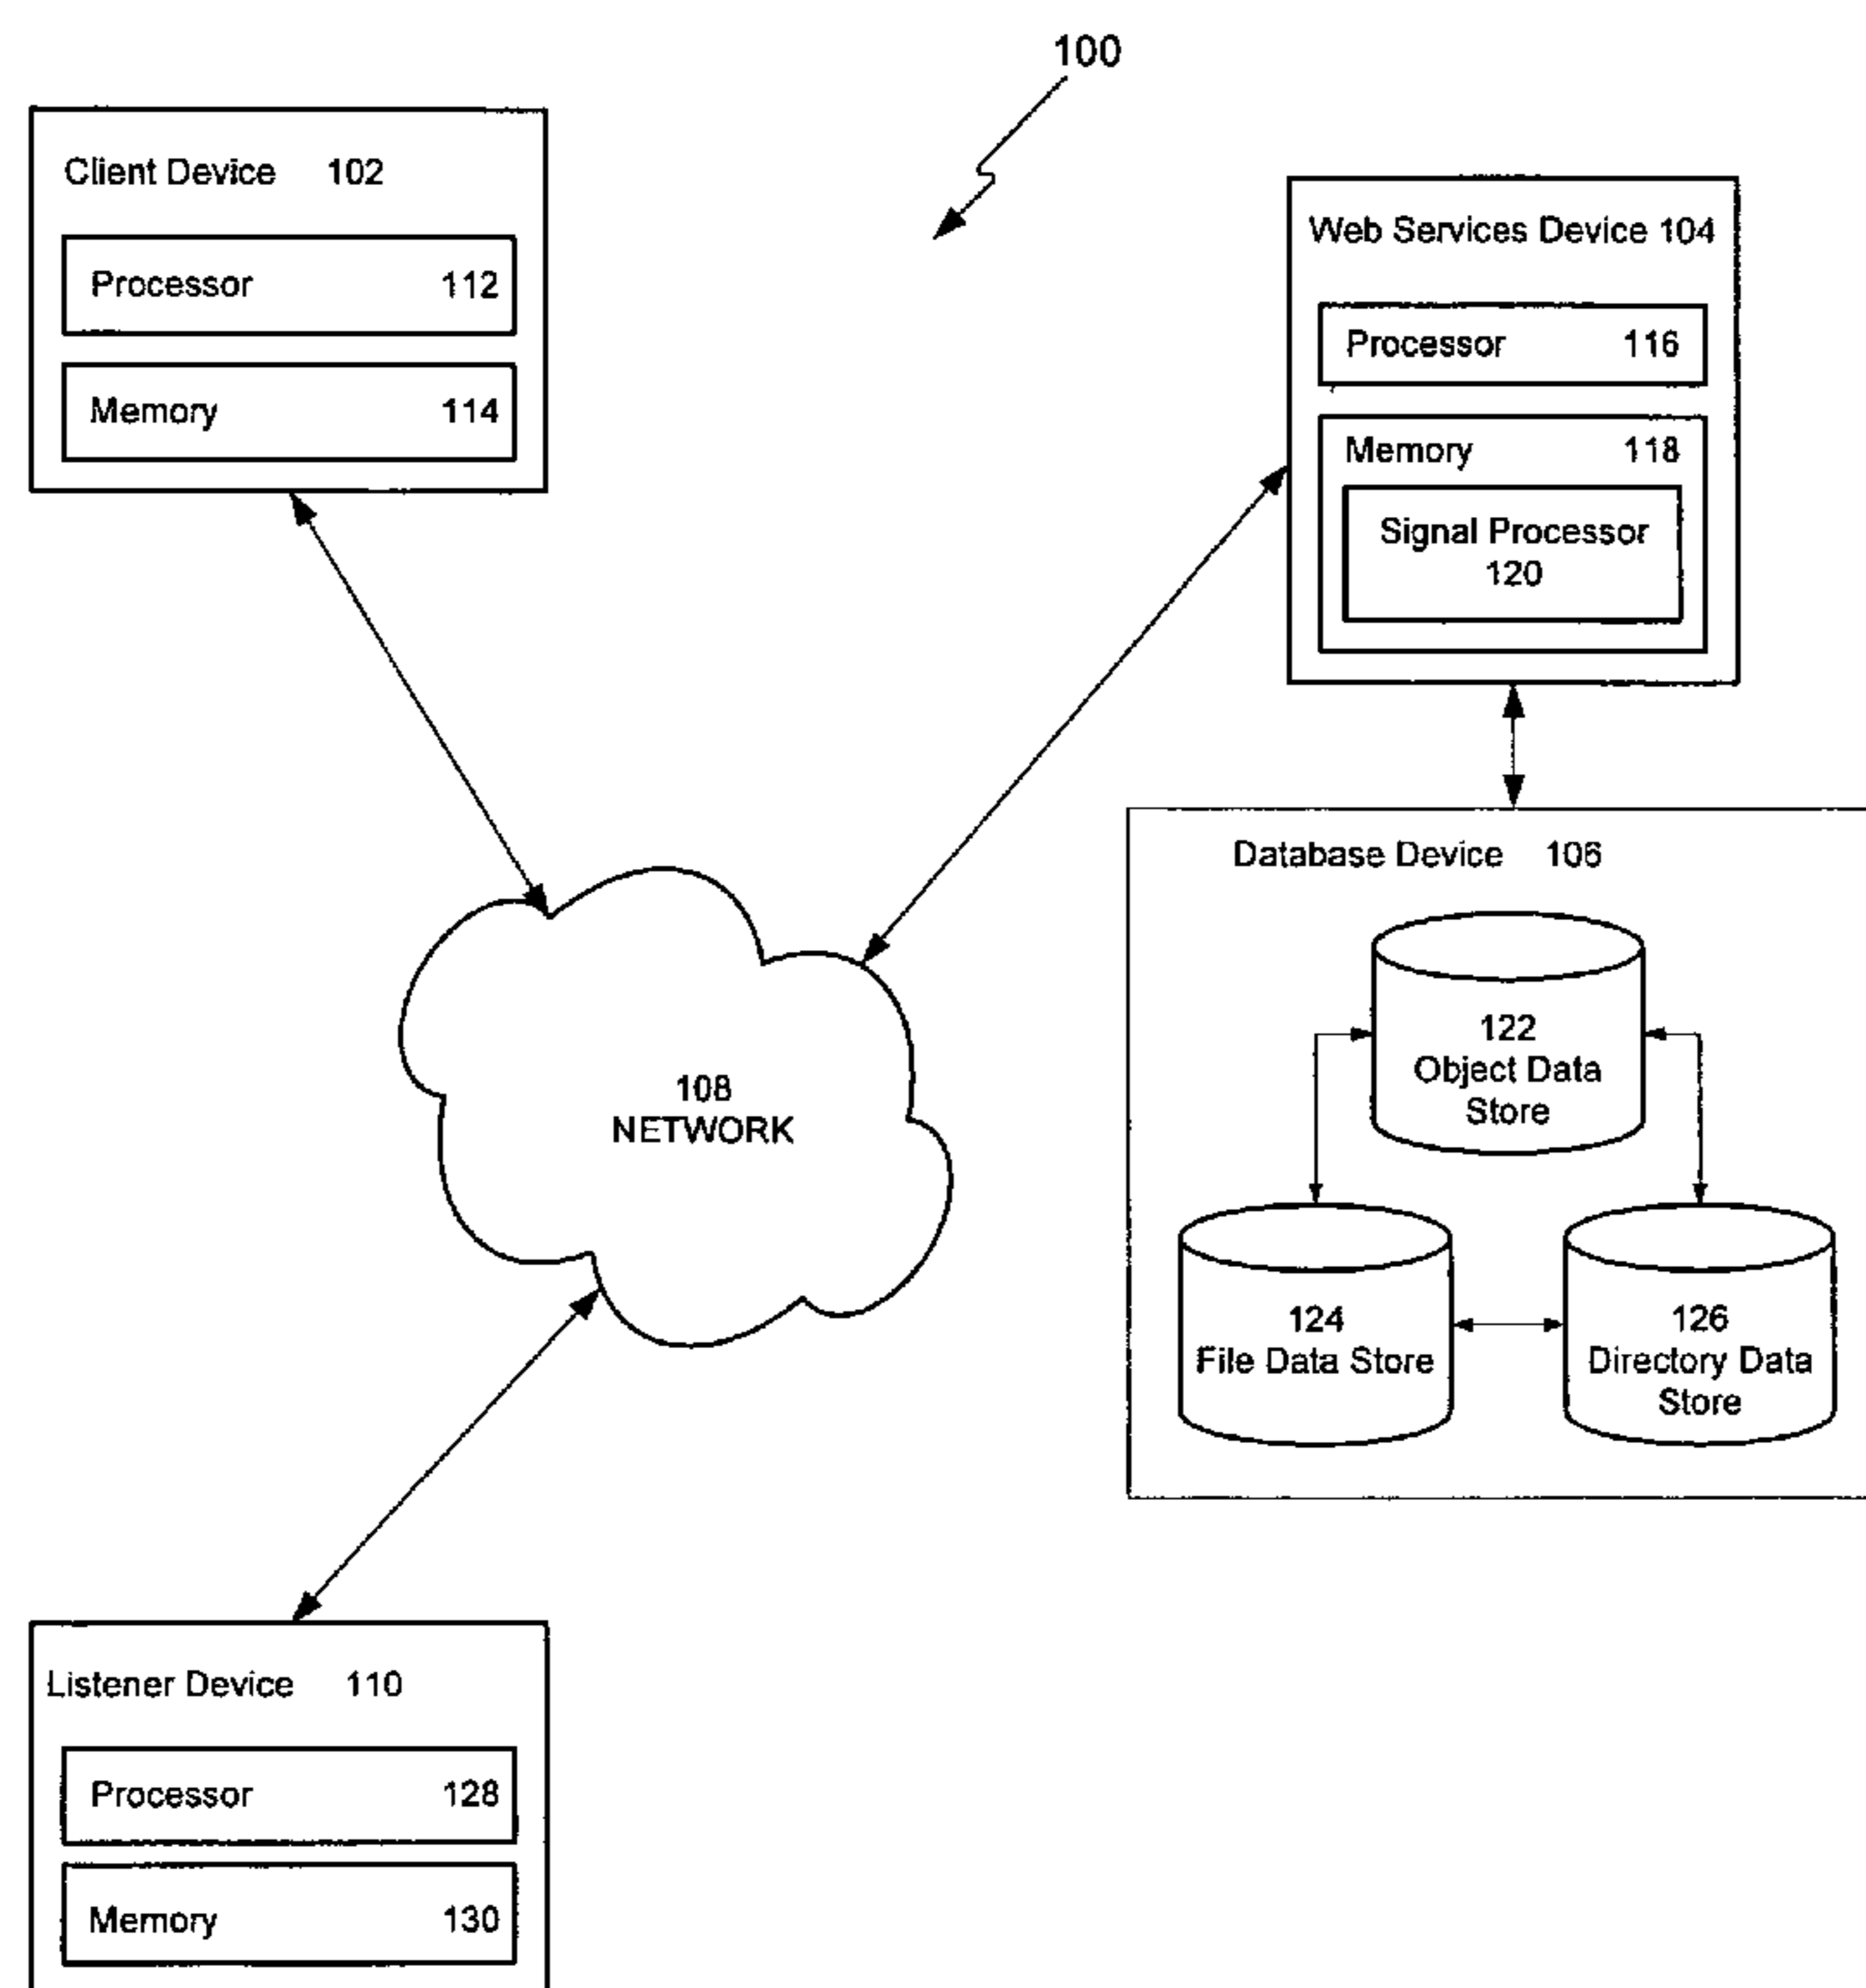 100
Client Device 102
Processor 112
Memory 114
Web Services Device 104
Processor 116
Memory 118
Signal Processor
120
Database Device 106
122
Object Data
Store
124
File Data Store
126
Directory Data
Store
108
NETWORK
Listener Device 110
Processor 128
Memory 130